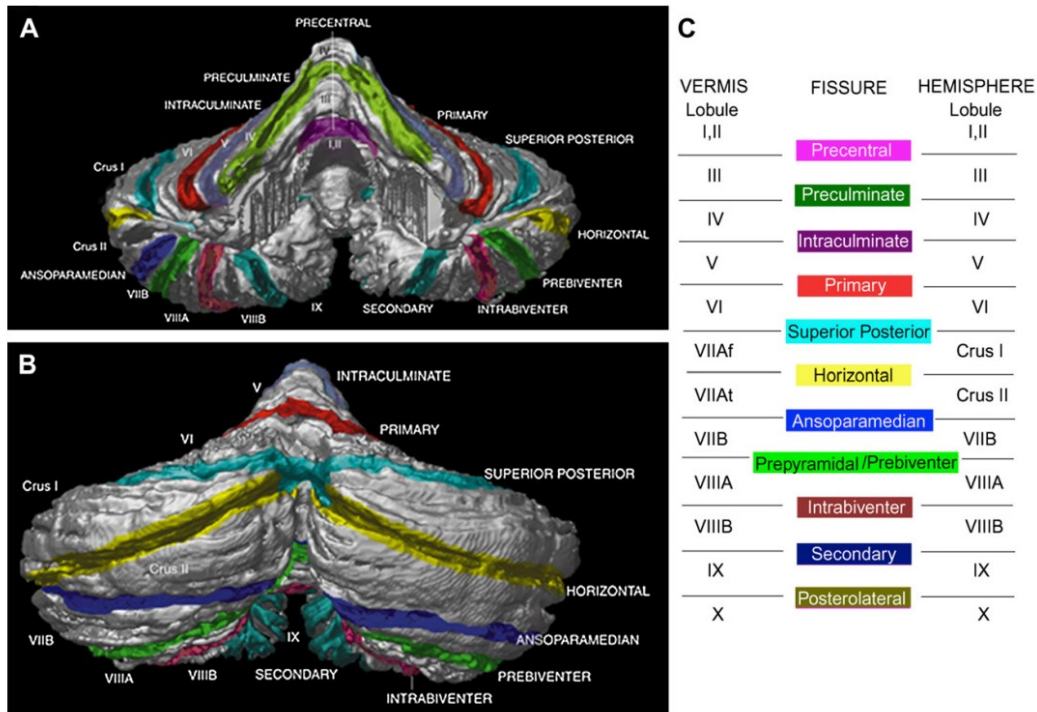 A
PRECENTRAL
IV
PRECULMINATE
III
INTRACULMINATE
PRIMARY
IV
V
I,II
SUPERIOR POSTERIOR
VI
Crus I
HORIZONTAL
Crus II
ANSOPARAMEDIAN
PREBIVENTER
VIIB
VIIIA
VIIIB
IX
SECONDARY
INTRABIVENTER
B
INTRACULMINATE
V
PRIMARY
VI
SUPERIOR POSTERIOR
Crus I
Crus II
HORIZONTAL
VIIB
IX
ANSOPARAMEDIAN
VIIIA
VIIIB
SECONDARY
PREBIVENTER
INTRABIVENTER
C
VERMIS FISSURE HEMISPHERE
Lobule Lobule
I,II I,II
Precentral
III III
Preculminate
IV IV
Intraculminate
V V
Primary
VI VI
Superior Posterior
VIIAf Crus I
Horizontal
VIIAt Crus II
Ansoparamedian
VIIB VIIB
Prepyramidal/Prebiventer
VIIIA VIIIA
Intrabiventer
VIIIB VIIIB
Secondary
IX IX
Posterolateral
X X